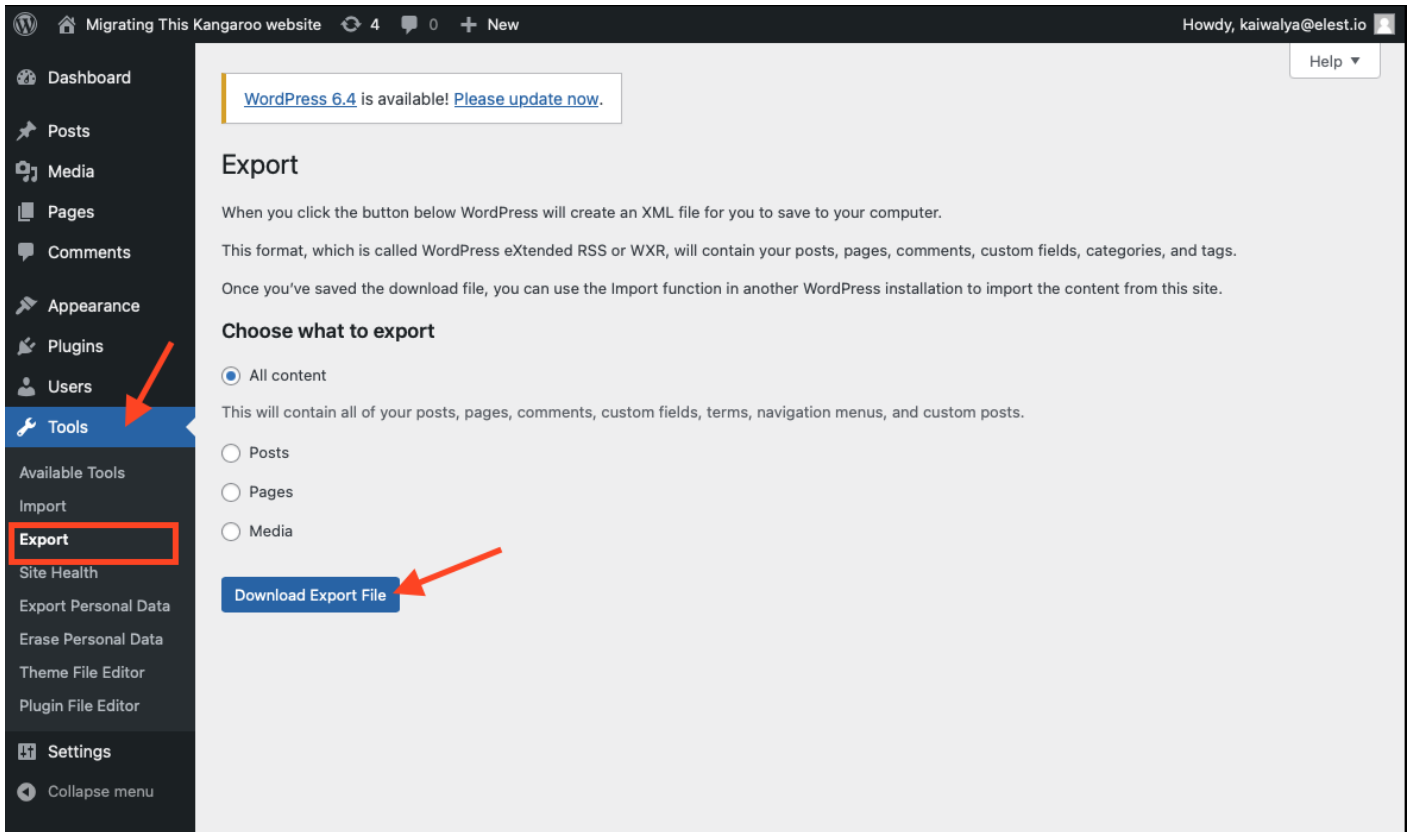 Migrating This Kangaroo website 4 0 New Howdy, kaiwalya@elest.io
Help
Dashboard
Posts
Media
Pages
Comments
Appearance
Plugins
Users
Tools
Available Tools
Import
Export
Site Health
Export Personal Data
Erase Personal Data
Theme File Editor
Plugin File Editor
Settings
Collapse menu
WordPress 6.4 is available! Please update now.
Export
When you click the button below WordPress will create an XML file for you to save to your computer.
This format, which is called WordPress eXtended RSS or WXR, will contain your posts, pages, comments, custom fields, categories, and tags.
Once you’ve saved the download file, you can use the Import function in another WordPress installation to import the content from this site.
Choose what to export
All content
This will contain all of your posts, pages, comments, custom fields, terms, navigation menus, and custom posts.
Posts
Pages
Media
Download Export File